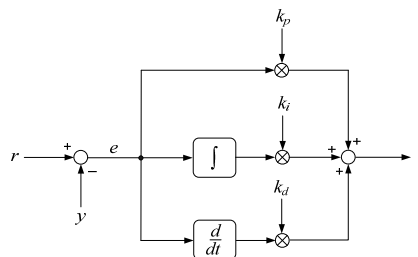 k_p
k_i
+
+
r
+
e
∫
+
+
−
k_d
y
d/dt